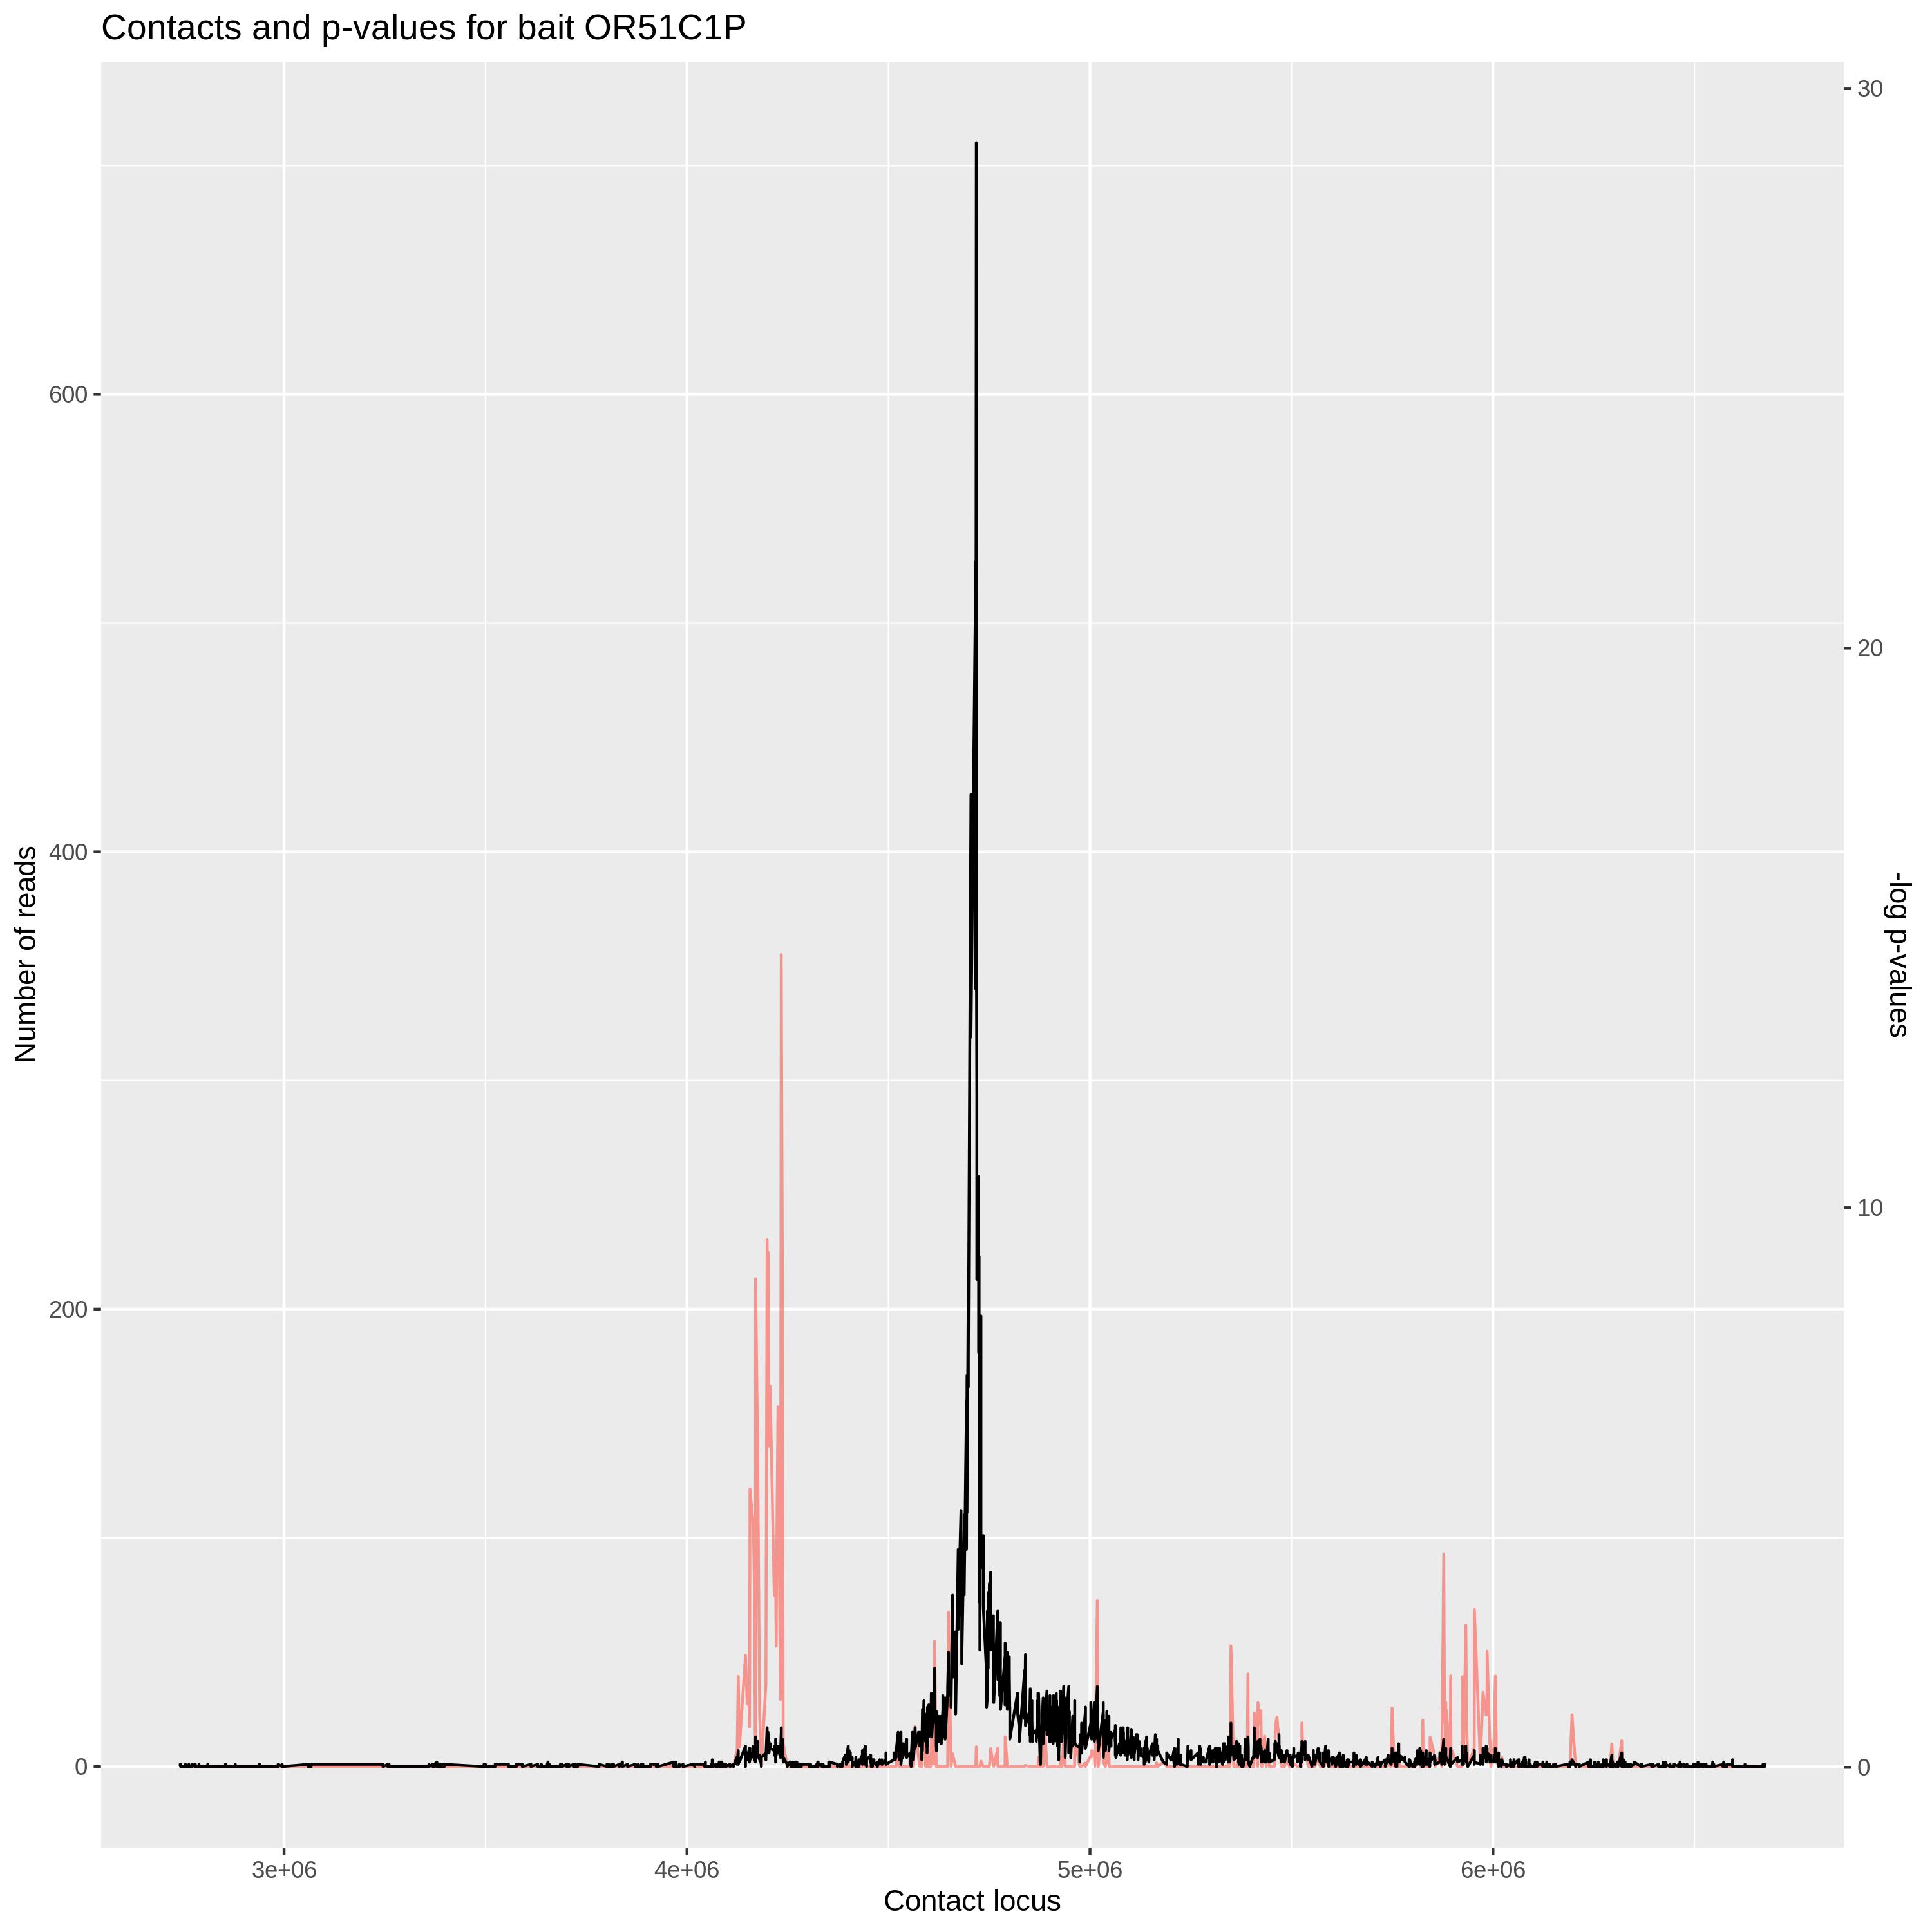 Contacts and p-values for bait OR51C1P
Number of reads
600
400
200
0
30
20
10
0
-log p-values
3e+06 4e+06 5e+06 6e+06
Contact locus